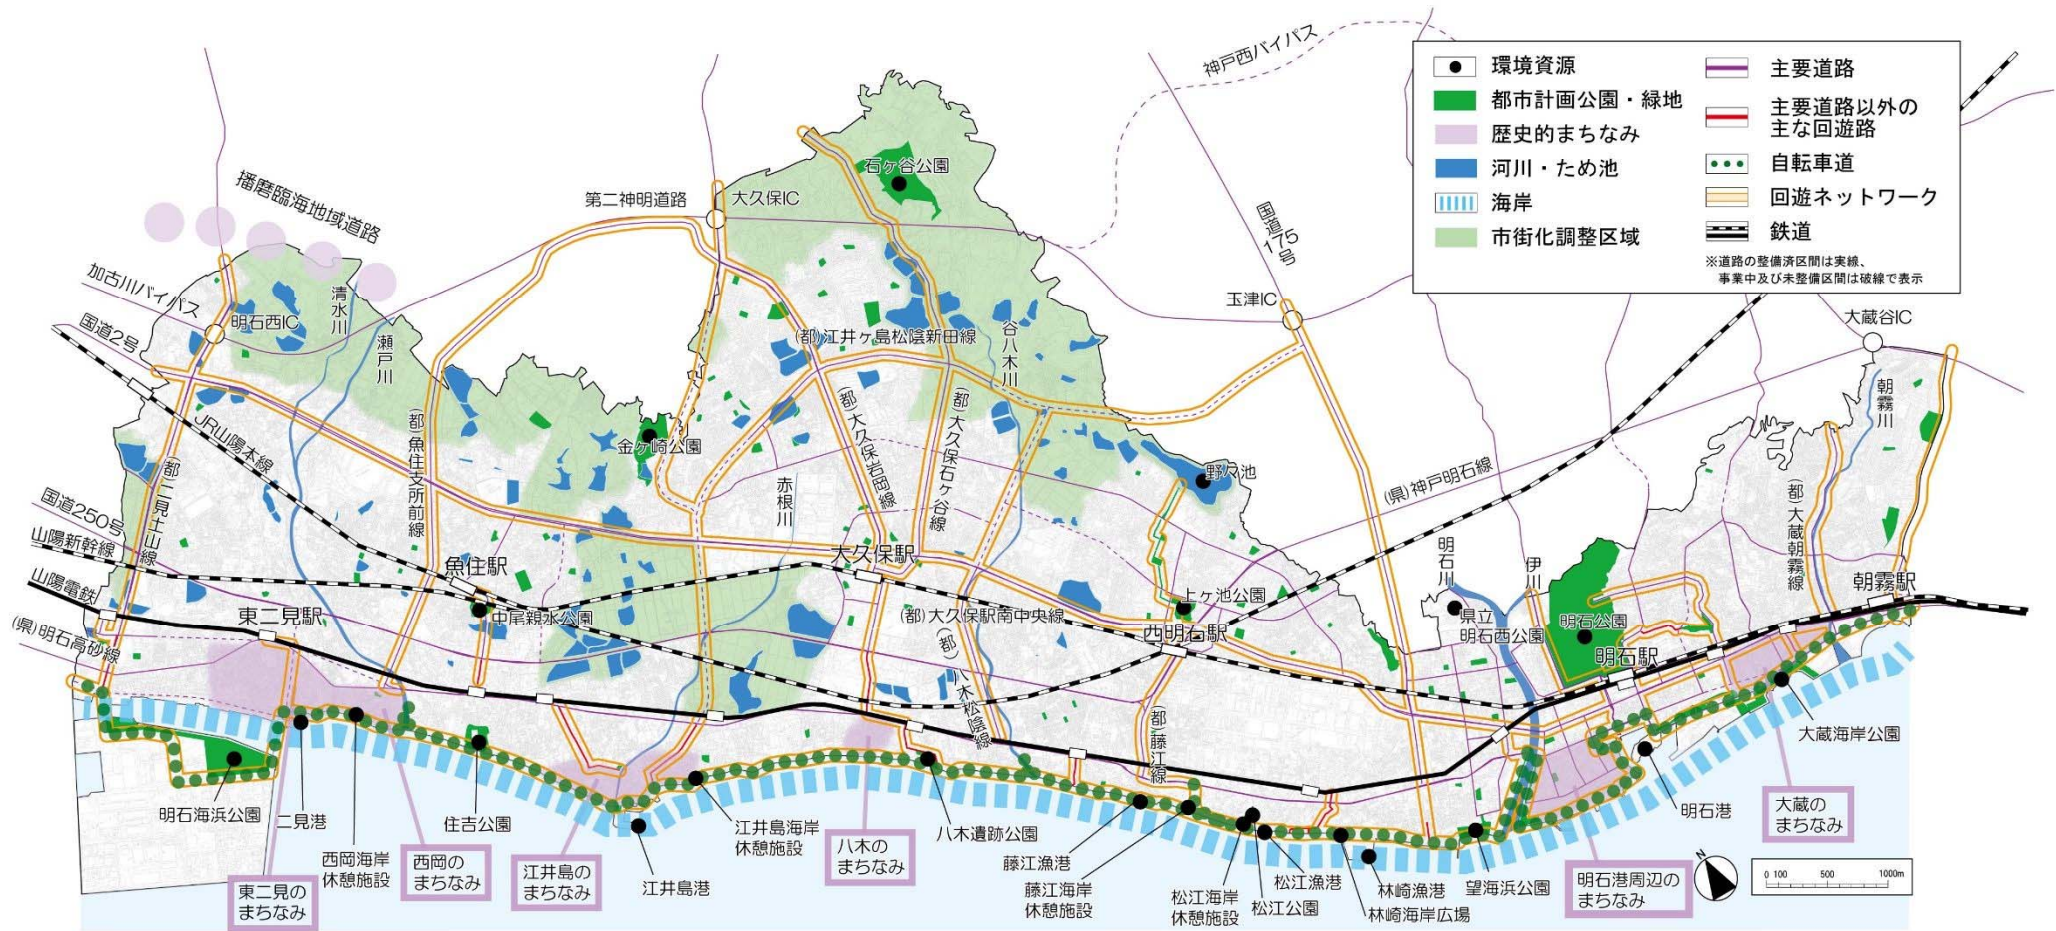 環境資源
都市計画公園・緑地
歴史的まちなみ
河川・ため池
海岸
市街化調整区域
主要道路
主要道路以外の
主な回遊路
自転車道
回遊ネットワーク
鉄道
※道路の整備済区間は実線、
事業中及び未整備区間は破線で表示
神戸西バイパス
石ヶ谷公園
播磨臨海地域道路
第二神明道路
大久保IC
国道175号
加古川バイパス
明石西IC
清水川
瀬戸川
国道2号
玉津IC
大蔵谷IC
(都)江井ヶ島松陰新田線
谷八木川
朝霧川
JR山陽本線
(都)魚住支所前線
金ヶ崎公園
(都)大久保岩岡線
(都)大久保石ヶ谷線
野々池
(県)神戸明石線
(都)二見土山線
赤根川
(都)大蔵朝霧線
国道250号
山陽新幹線
山陽電鉄
(県)明石高砂線
魚住駅
大久保駅
明石川
伊川
朝霧駅
東二見駅
中尾親水公園
(都)大久保駅南中央線
上ヶ池公園
西明石駅
県立
明石西公園
明石公園
明石駅
(都)八木松陰線
(都)藤江線
明石海浜公園
二見港
西岡海岸
休憩施設
住吉公園
江井島港
江井島海岸
休憩施設
八木遺跡公園
藤江漁港
藤江海岸
休憩施設
松江海岸
休憩施設
松江公園
松江漁港
林崎漁港
林崎海岸広場
望海浜公園
明石港
大蔵海岸公園
東二見の
まちなみ
西岡の
まちなみ
江井島の
まちなみ
八木の
まちなみ
明石港周辺の
まちなみ
大蔵の
まちなみ
N
0 100 500 1000m